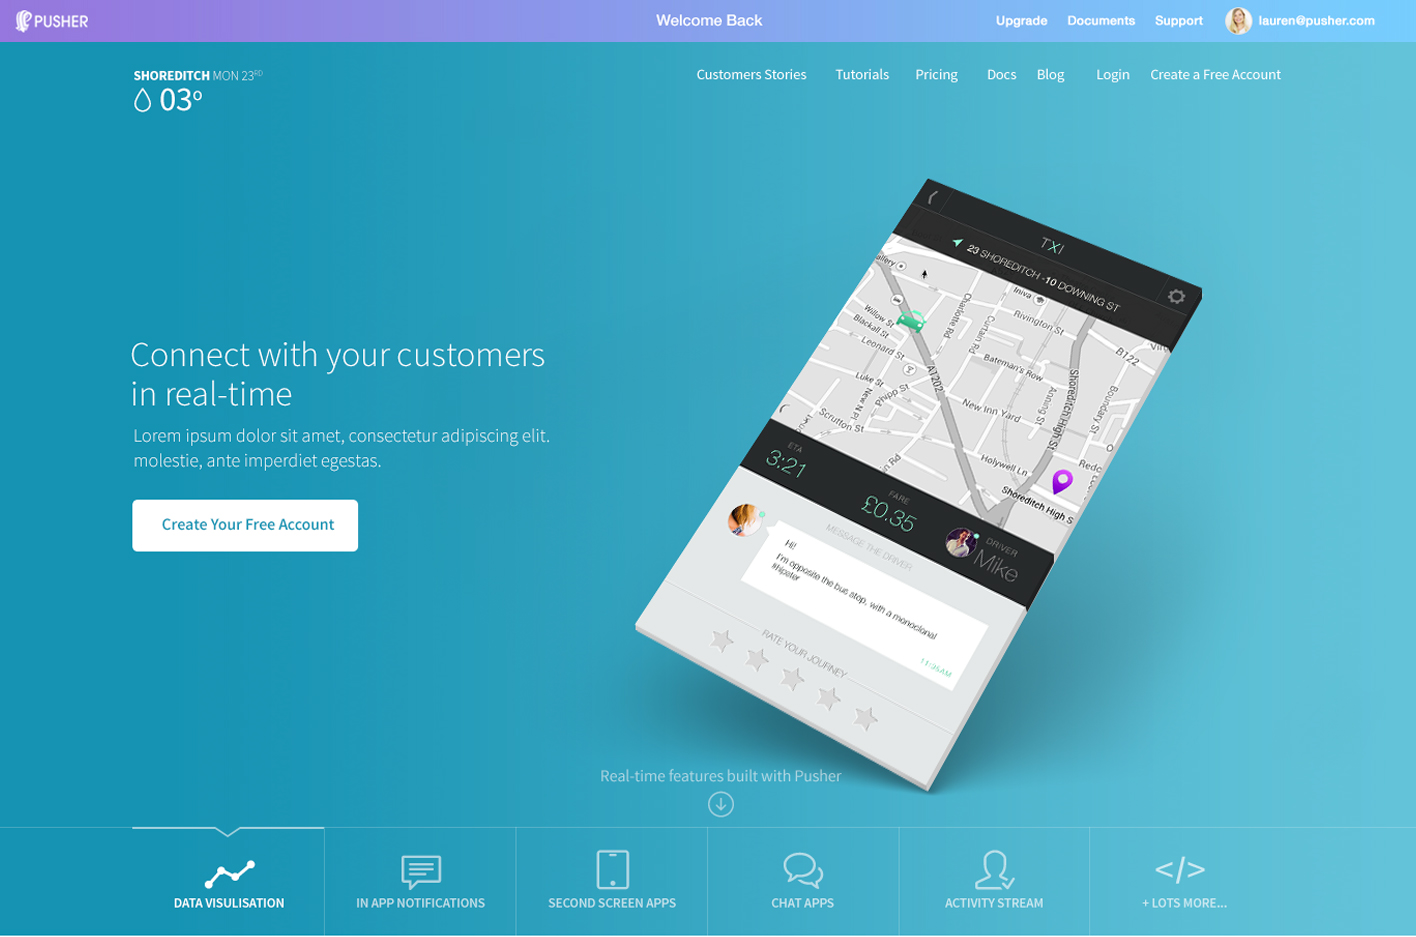 PUSHER
Welcome Back
Upgrade
Documents
Support
lauren@pusher.com
SHOREDITCH MON 23RD
03º
Customers Stories
Tutorials
Pricing
Docs
Blog
Login
Create a Free Account
Connect with your customers
in real-time
Lorem ipsum dolor sit amet, consectetur adipiscing elit.
molestie, ante imperdiet egestas.
Create Your Free Account
TXI
23 SHOREDITCH -10 DOWNING ST
allery
Iniva
Rivington St
B122
Willow St
Blackall St
Leonard St
Charlotte Rd
Curtain Rd
Bateman's Row
Luke St
Phipp St
New N Pl
A1202
Shoreditch High St
Anning St
Boundary St
New Inn Yard
Scrutton St
Holywell Ln
Redc
Shoreditch High S
ETA
3:21
FARE
£0.35
DRIVER
Mike
MESSAGE THE DRIVER
Hi!
I'm opposite the bus stop, with a monoclonal
#hipster
11:35AM
RATE YOUR JOURNEY
Real-time features built with Pusher
DATA VISULISATION
IN APP NOTIFICATIONS
SECOND SCREEN APPS
CHAT APPS
ACTIVITY STREAM
</>
+ LOTS MORE...